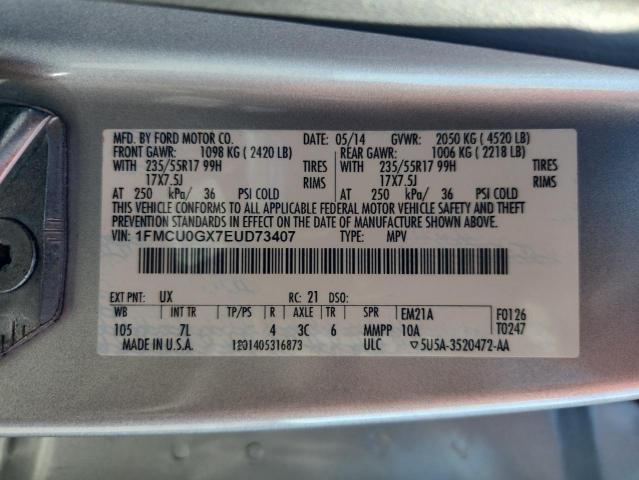 MFD. BY FORD MOTOR CO. DATE: 05/14 GVWR: 2050 KG ( 4520 LB)
FRONT GAWR: 1098 KG ( 2420 LB) REAR GAWR: 1006 KG ( 2218 LB)
WITH 235/55R17 99H TIRES WITH 235/55R17 99H TIRES
17X7.5J RIMS 17X7.5J RIMS
AT 250 kPa/ 36 PSI COLD AT 250 kPa/ 36 PSI COLD
THIS VEHICLE CONFORMS TO ALL APPLICABLE FEDERAL MOTOR VEHICLE SAFETY AND THEFT
PREVENTION STANDARDS IN EFFECT ON THE DATE OF MANUFACTURE SHOWN ABOVE.
VIN: 1FMCU0GX7EUD73407 TYPE: MPV
EXT PNT: UX RC: 21 DSO:
WB INT TR TP/PS R AXLE TR SPR EM21A F0126
105 7L 4 3C 6 MMPP 10A T0247
MADE IN U.S.A. 1201405316873 ULC ▽5U5A-3520472-AA